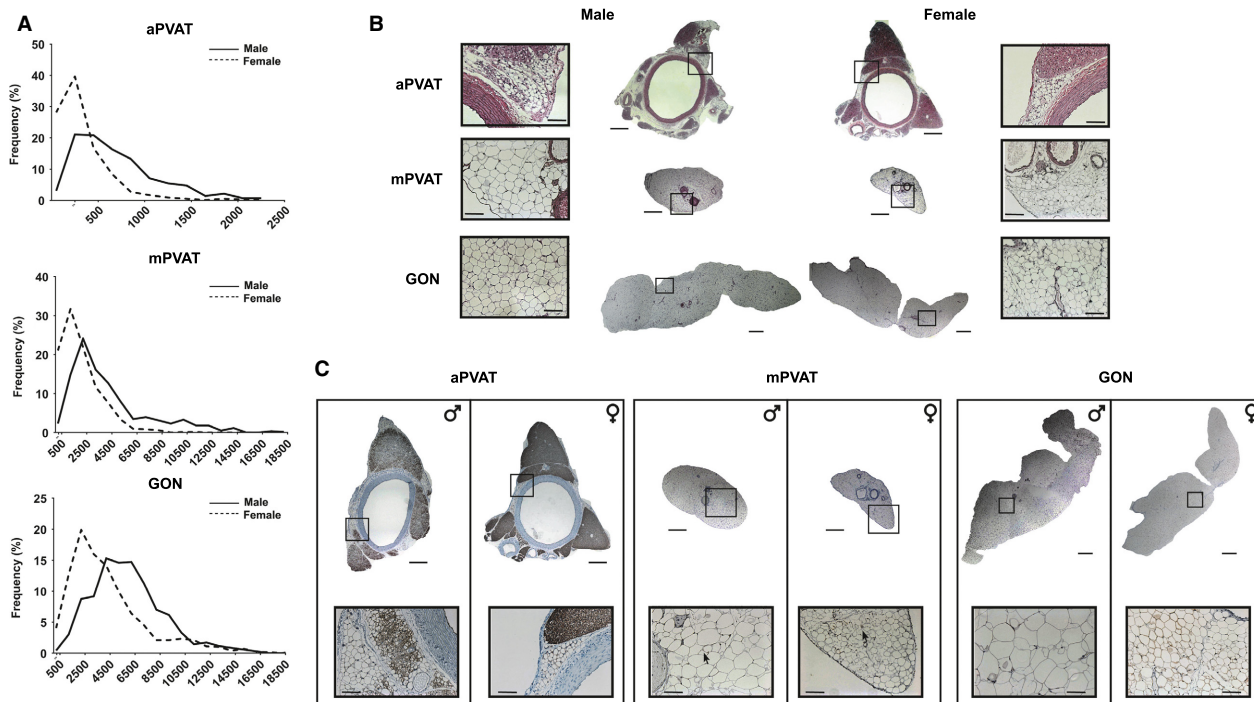 A
aPVAT
Male
Female
Frequency (%)
50
40
30
20
10
0
500
1000
1500
2000
2500
mPVAT
Male
Female
Frequency (%)
40
30
20
10
0
500
2500
4500
6500
8500
10500
12500
14500
16500
18500
GON
Male
Female
Frequency (%)
25
20
15
10
5
0
500
2500
4500
6500
8500
10500
12500
14500
16500
18500
B
Male
Female
aPVAT
mPVAT
GON
C
aPVAT
mPVAT
GON
♂
♀
♂
♀
♂
♀